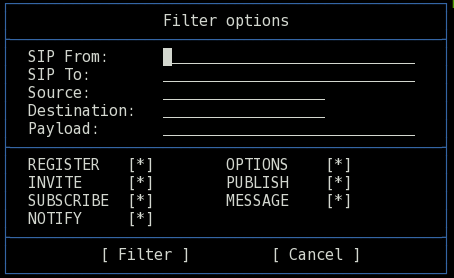 Filter options
SIP From:
SIP To:
Source:
Destination:
Payload:
REGISTER [*] OPTIONS [*]
INVITE [*] PUBLISH [*]
SUBSCRIBE [*] MESSAGE [*]
NOTIFY [*]
[ Filter ] [ Cancel ]